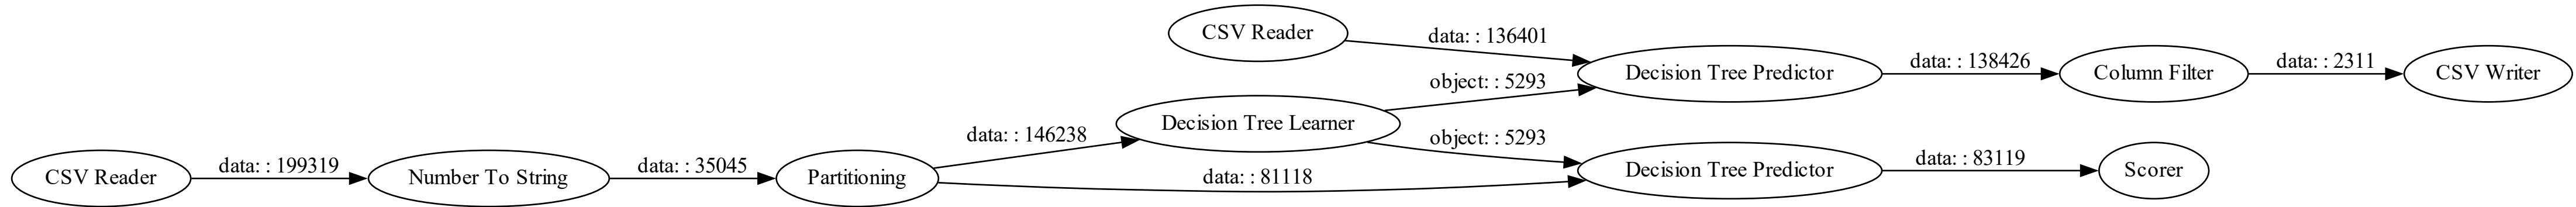 CSV Reader
data: : 136401
Decision Tree Predictor
data: : 138426
Column Filter
data: : 2311
CSV Writer
object: : 5293
Decision Tree Learner
data: : 146238
object: : 5293
CSV Reader
data: : 199319
Number To String
data: : 35045
Partitioning
data: : 81118
Decision Tree Predictor
data: : 83119
Scorer